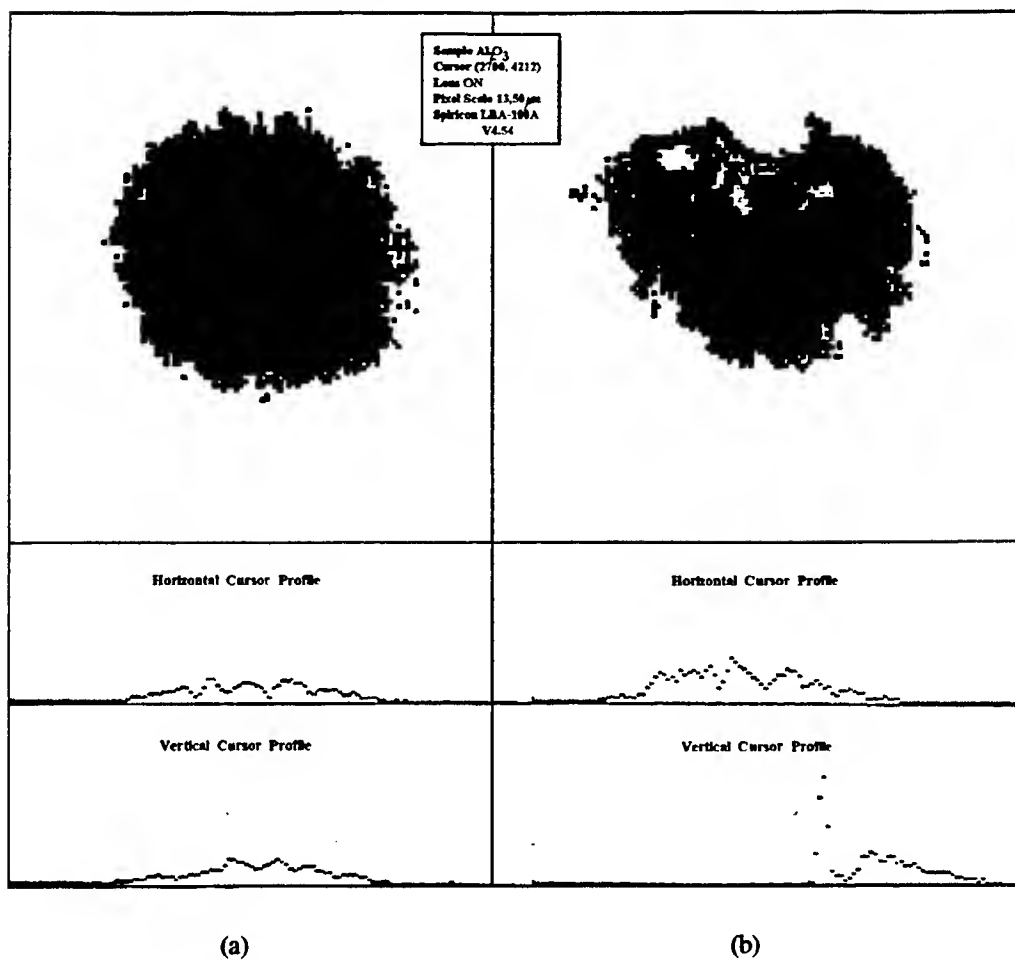 Sample Al2O3
Cursor (2700, 4212)
Lens ON
Pixel Scale 13,50 μm
Spiricon LBA-100A
V4.54
Horizontal Cursor Profile
Horizontal Cursor Profile
Vertical Cursor Profile
Vertical Cursor Profile
(a)
(b)